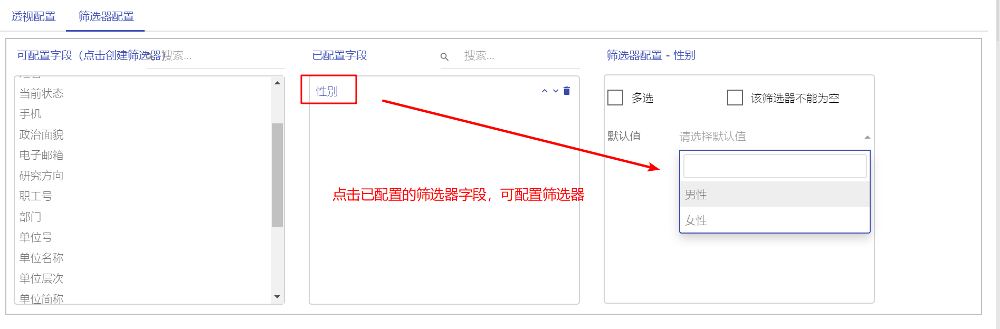 透视配置
筛选器配置
可配置字段（点击创建筛选器）
搜索...
当前状态
手机
政治面貌
电子邮箱
研究方向
职工号
部门
单位号
单位名称
单位层次
单位简称
已配置字段
搜索...
性别
点击已配置的筛选器字段，可配置筛选器
筛选器配置 - 性别
多选
该筛选器不能为空
默认值
请选择默认值
男性
女性